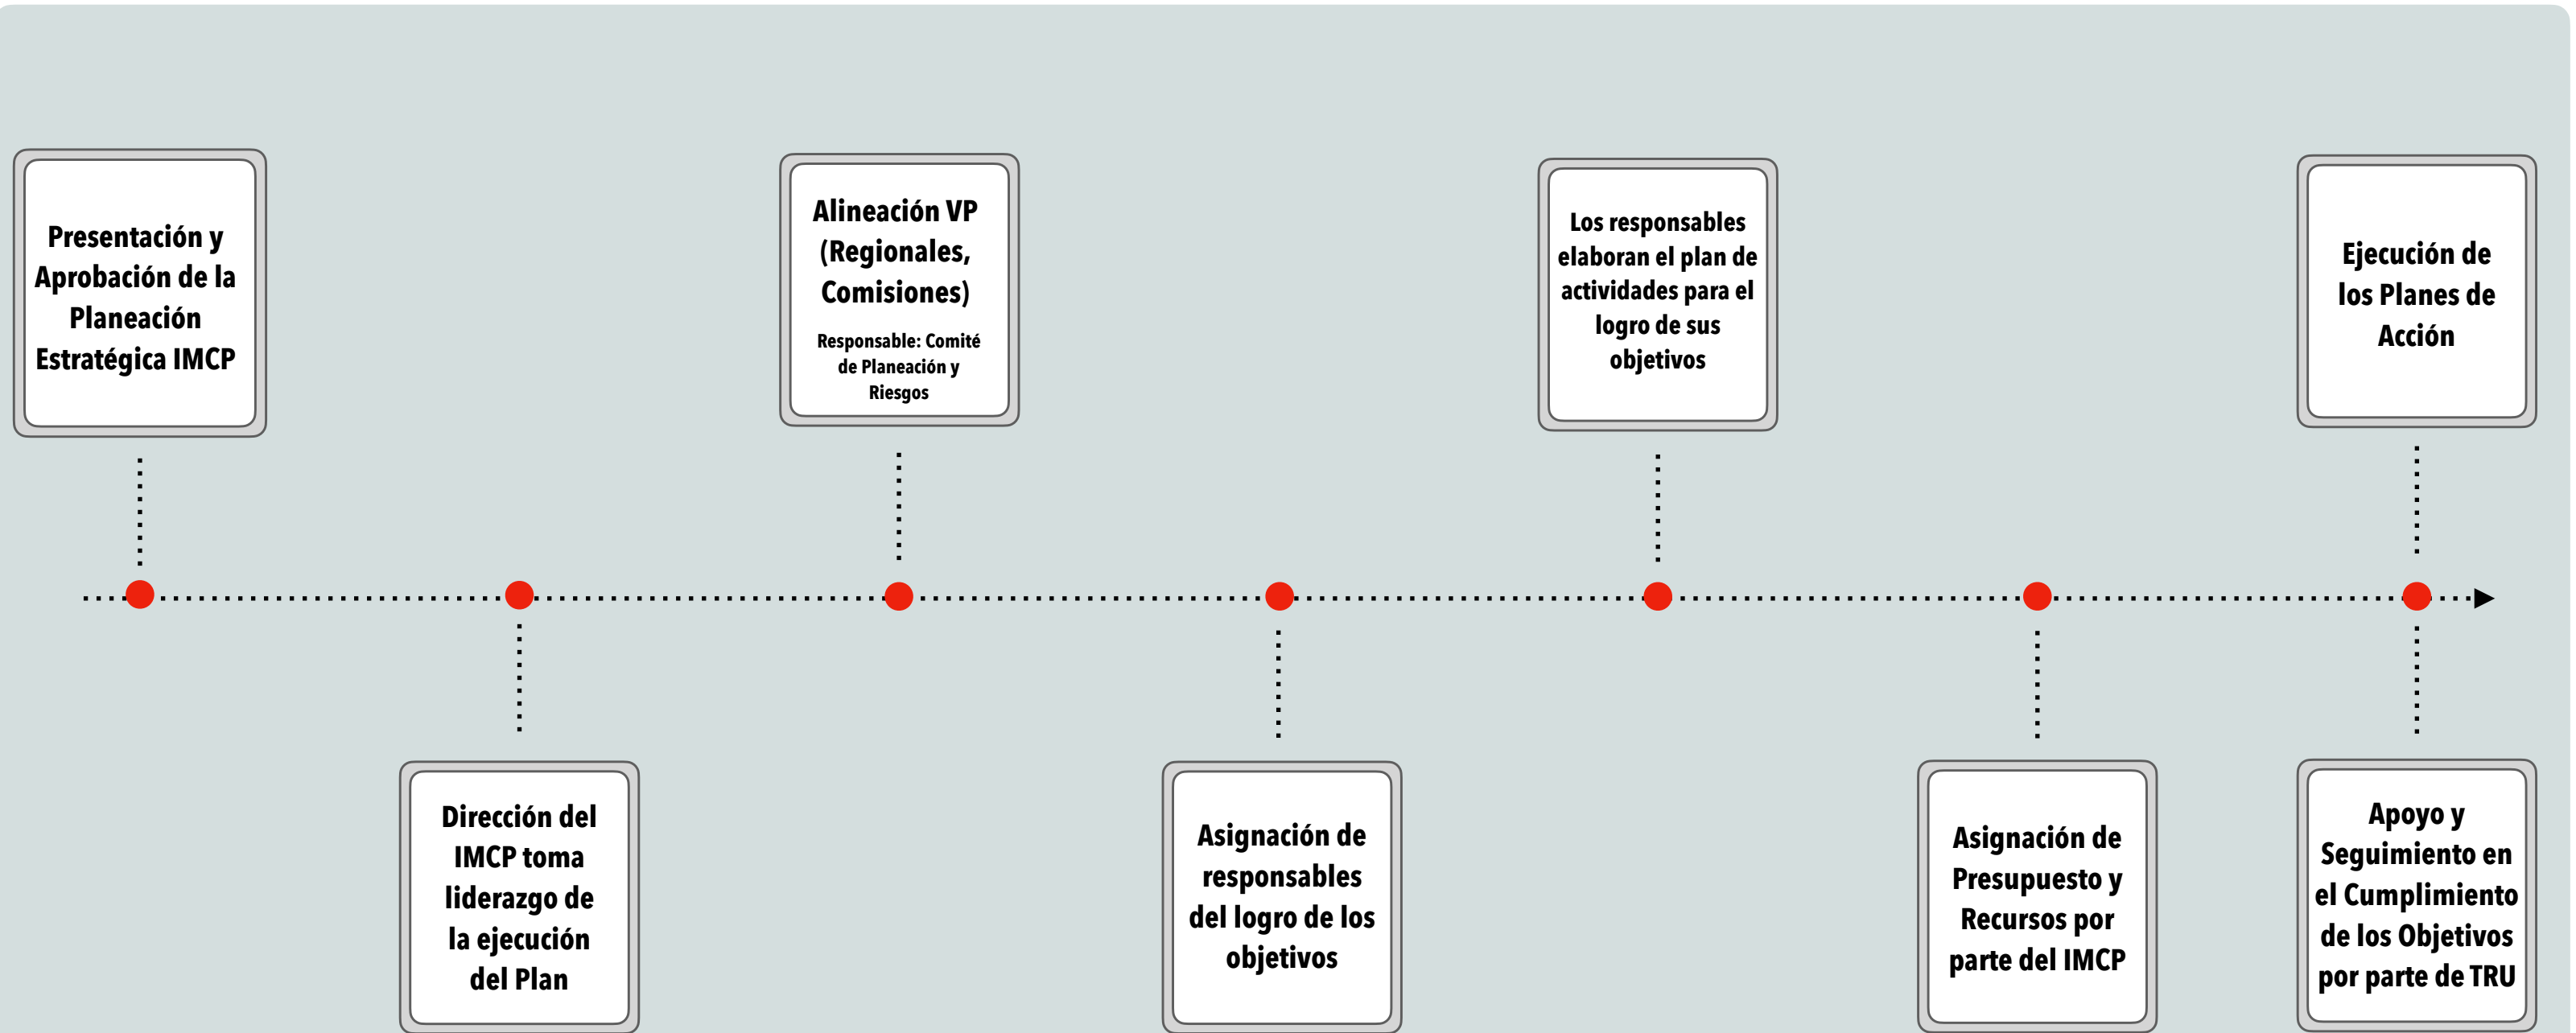 Presentación y
Aprobación de la
Planeación
Estratégica IMCP
Alineación VP
(Regionales,
Comisiones)
Responsable: Comité
de Planeación y
Riesgos
Los responsables
elaboran el plan de
actividades para el
logro de sus
objetivos
Ejecución de
los Planes de
Acción
Dirección del
IMCP toma
liderazgo de
la ejecución
del Plan
Asignación de
responsables
del logro de los
objetivos
Asignación de
Presupuesto y
Recursos por
parte del IMCP
Apoyo y
Seguimiento en
el Cumplimiento
de los Objetivos
por parte de TRU